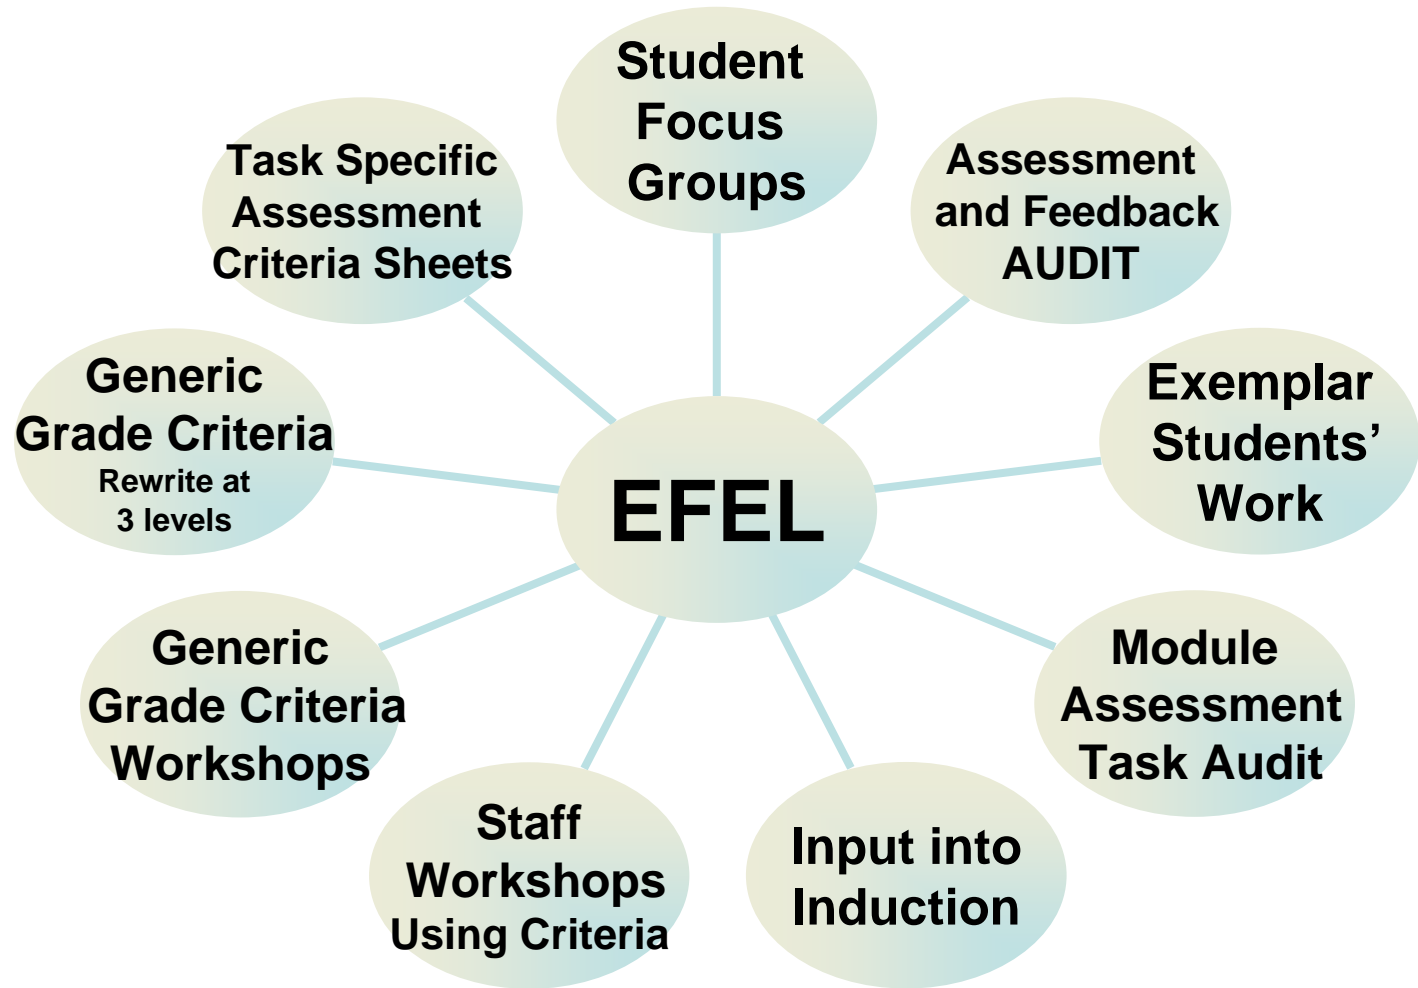 Student
Focus
Groups
Assessment
and Feedback
AUDIT
Exemplar
Students’
Work
Module
Assessment
Task Audit
Input into
Induction
Staff
Workshops
Using Criteria
Generic
Grade Criteria
Workshops
Generic
Grade Criteria
Rewrite at
3 levels
Task Specific
Assessment
Criteria Sheets
EFEL